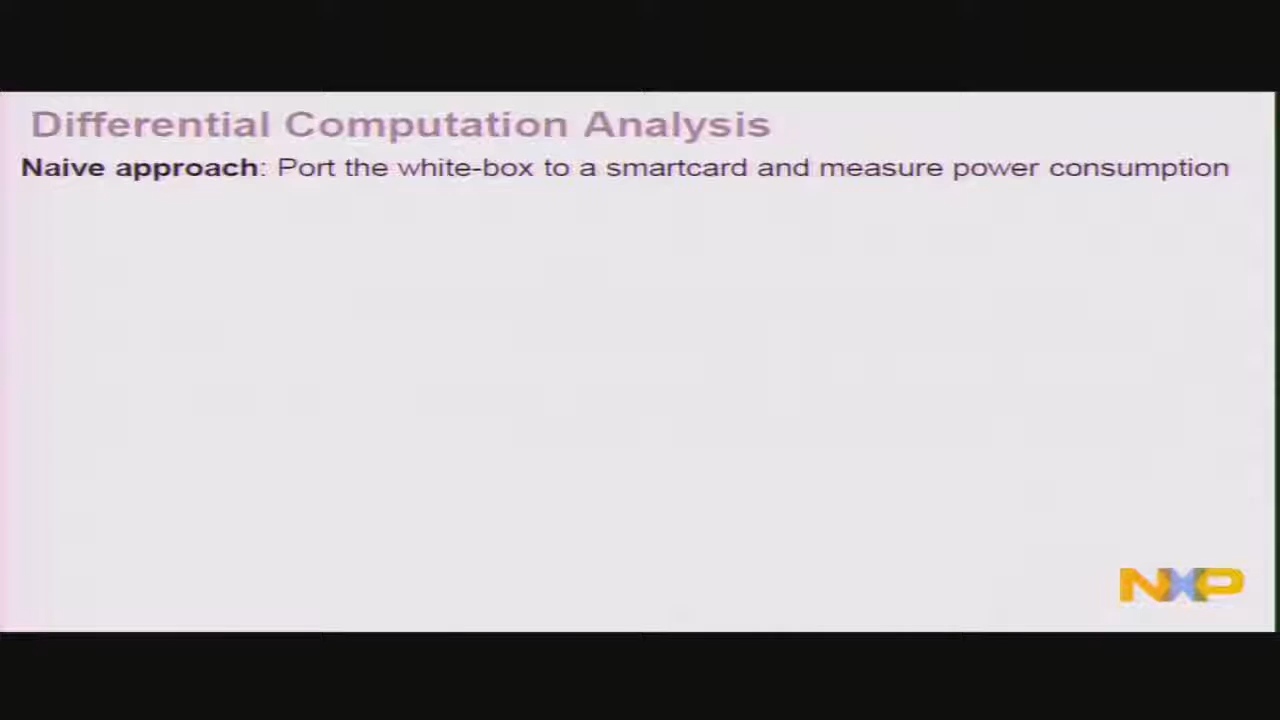 Differential Computation Analysis
Naive approach: Port the white-box to a smartcard and measure power consumption
NXP